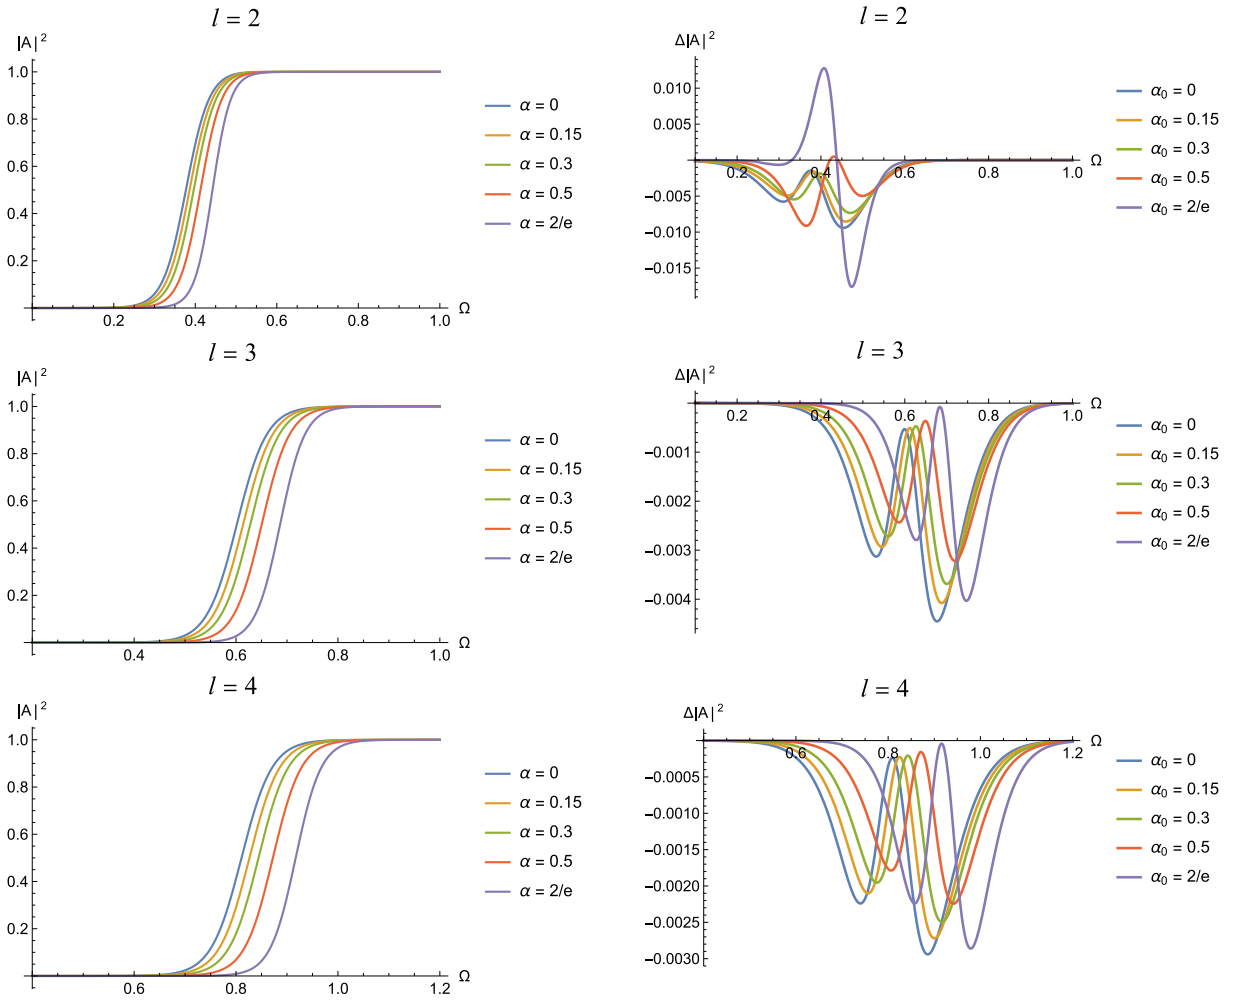 l = 2
|A|²
1.0
0.8
0.6
0.4
0.2
0.2 0.4 0.6 0.8 1.0
Ω
α = 0
α = 0.15
α = 0.3
α = 0.5
α = 2/e
l = 2
Δ|A|²
0.010
0.005
−0.005
−0.010
−0.015
0.2 0.4 0.6 0.8 1.0
Ω
α₀ = 0
α₀ = 0.15
α₀ = 0.3
α₀ = 0.5
α₀ = 2/e
l = 3
|A|²
1.0
0.8
0.6
0.4
0.2
0.4 0.6 0.8 1.0
Ω
α = 0
α = 0.15
α = 0.3
α = 0.5
α = 2/e
l = 3
Δ|A|²
−0.001
−0.002
−0.003
−0.004
0.2 0.4 0.6 0.8 1.0
Ω
α₀ = 0
α₀ = 0.15
α₀ = 0.3
α₀ = 0.5
α₀ = 2/e
l = 4
|A|²
1.0
0.8
0.6
0.4
0.2
0.6 0.8 1.0 1.2
Ω
α = 0
α = 0.15
α = 0.3
α = 0.5
α = 2/e
l = 4
Δ|A|²
−0.0005
−0.0010
−0.0015
−0.0020
−0.0025
−0.0030
0.6 0.8 1.0 1.2
Ω
α₀ = 0
α₀ = 0.15
α₀ = 0.3
α₀ = 0.5
α₀ = 2/e